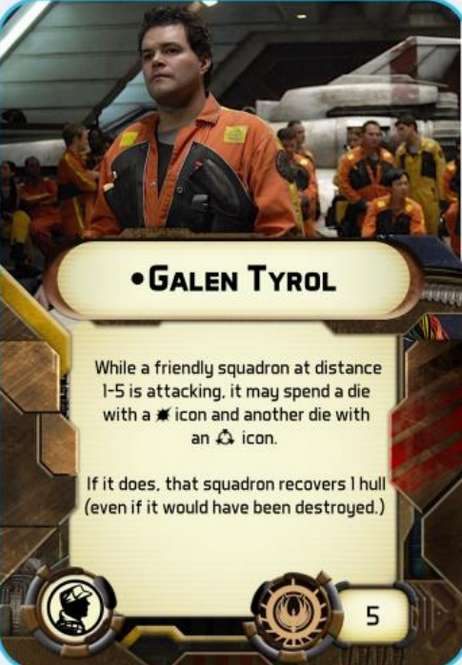 •GALEN TYROL
While a friendly squadron at distance
1-5 is attacking, it may spend a die
with a icon and another die with
an icon.
If it does, that squadron recovers 1 hull
(even if it would have been destroyed.)
5